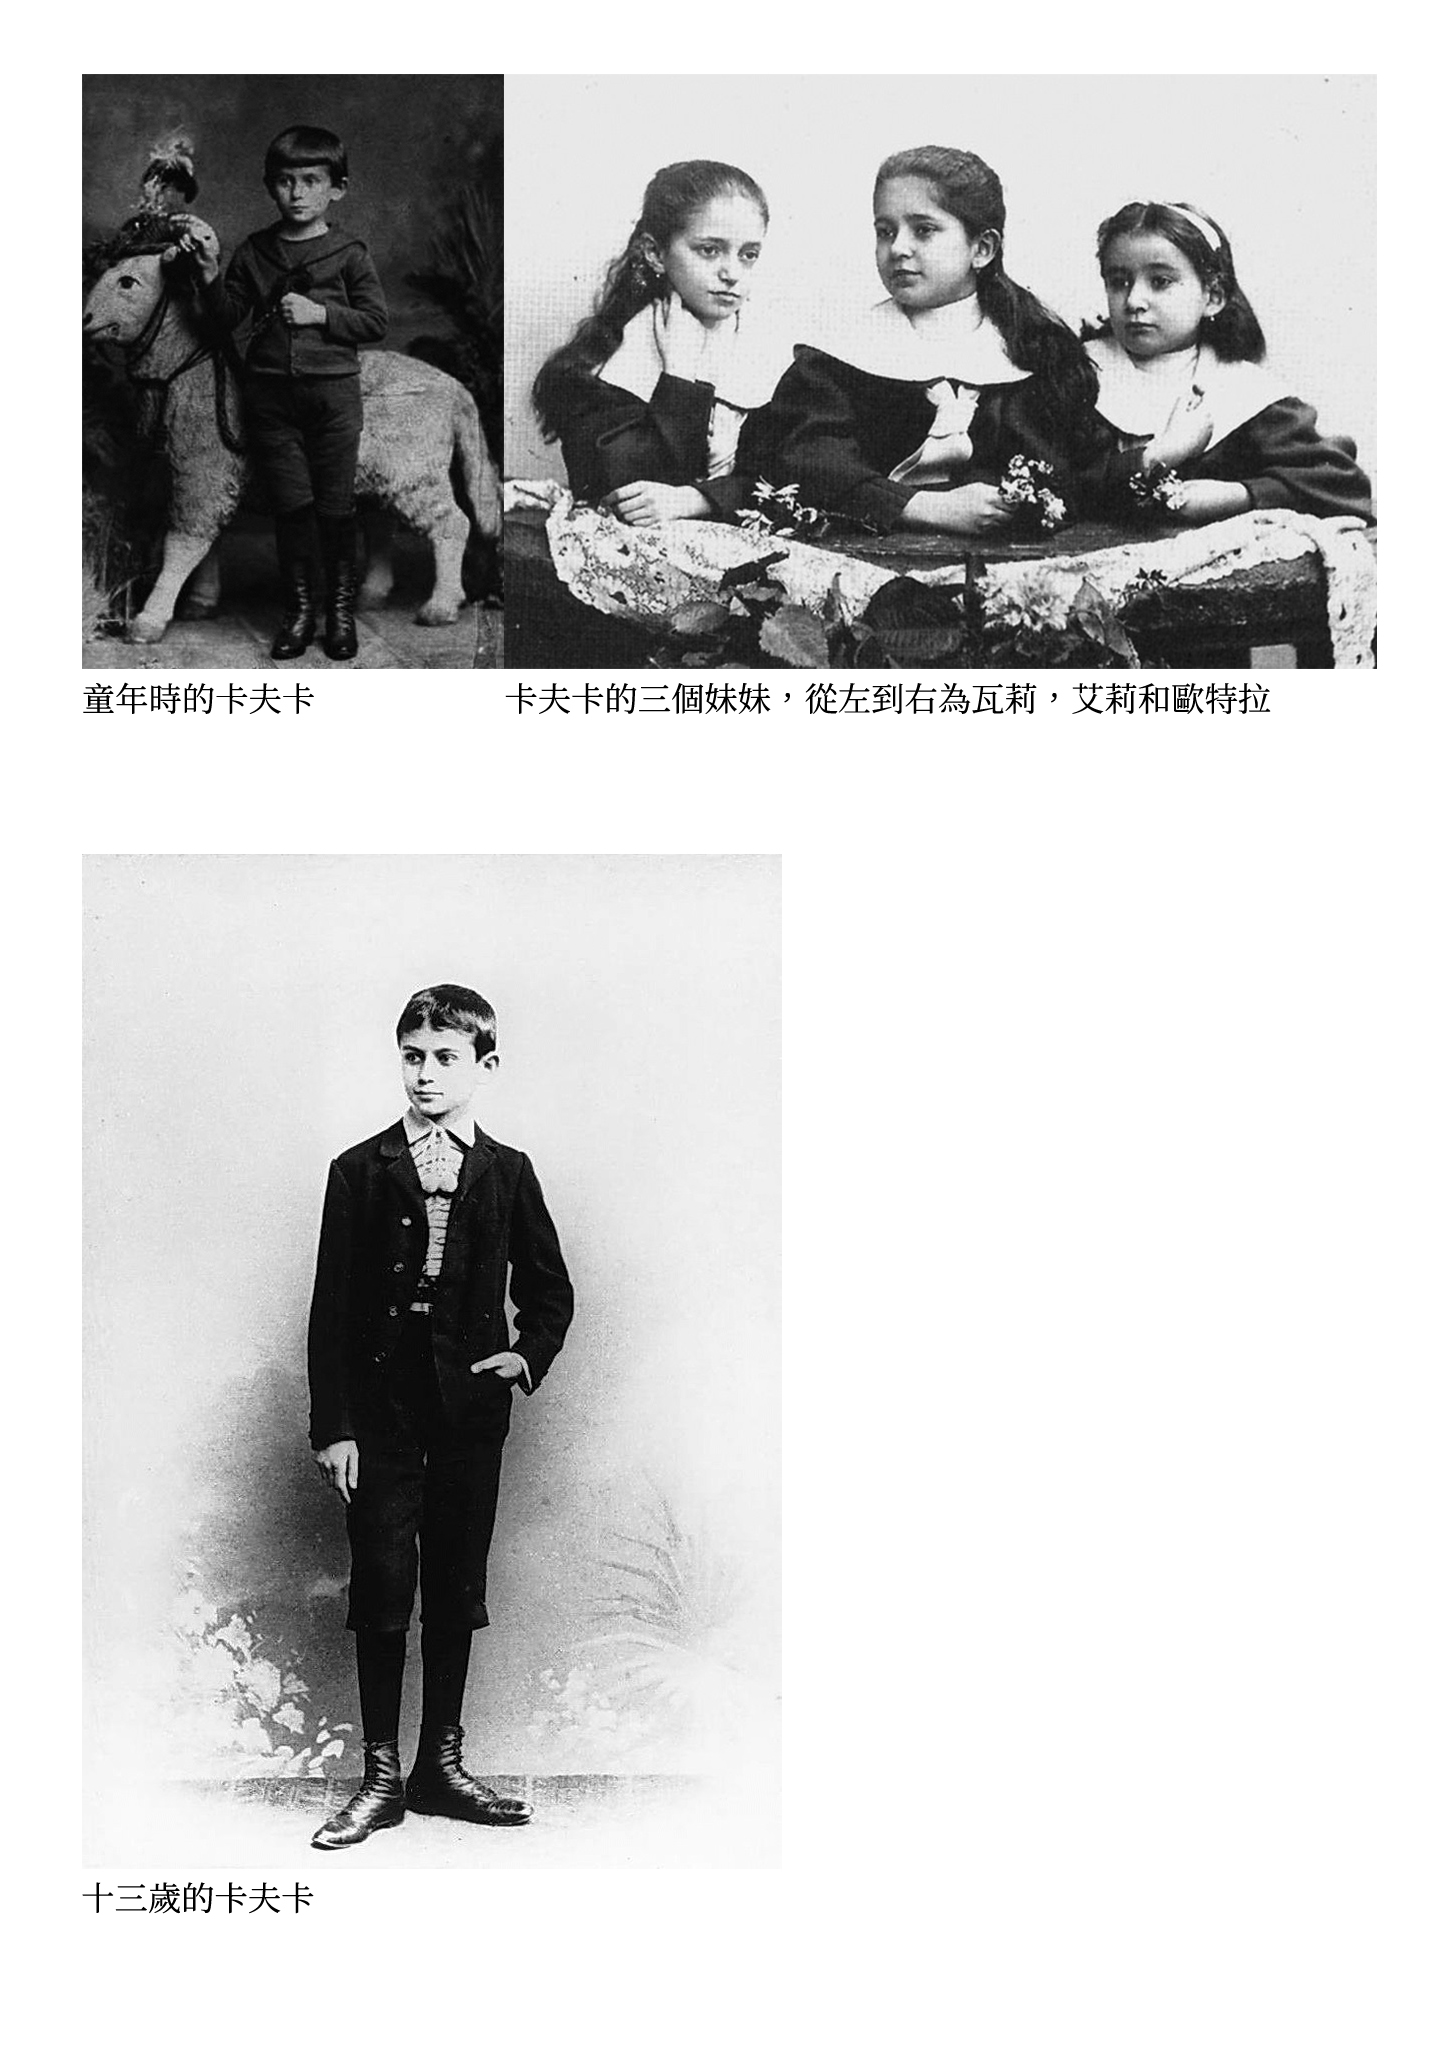 童年時的卡夫卡
卡夫卡的三個妹妹，從左到右為瓦莉，艾莉和歐特拉
十三歲的卡夫卡